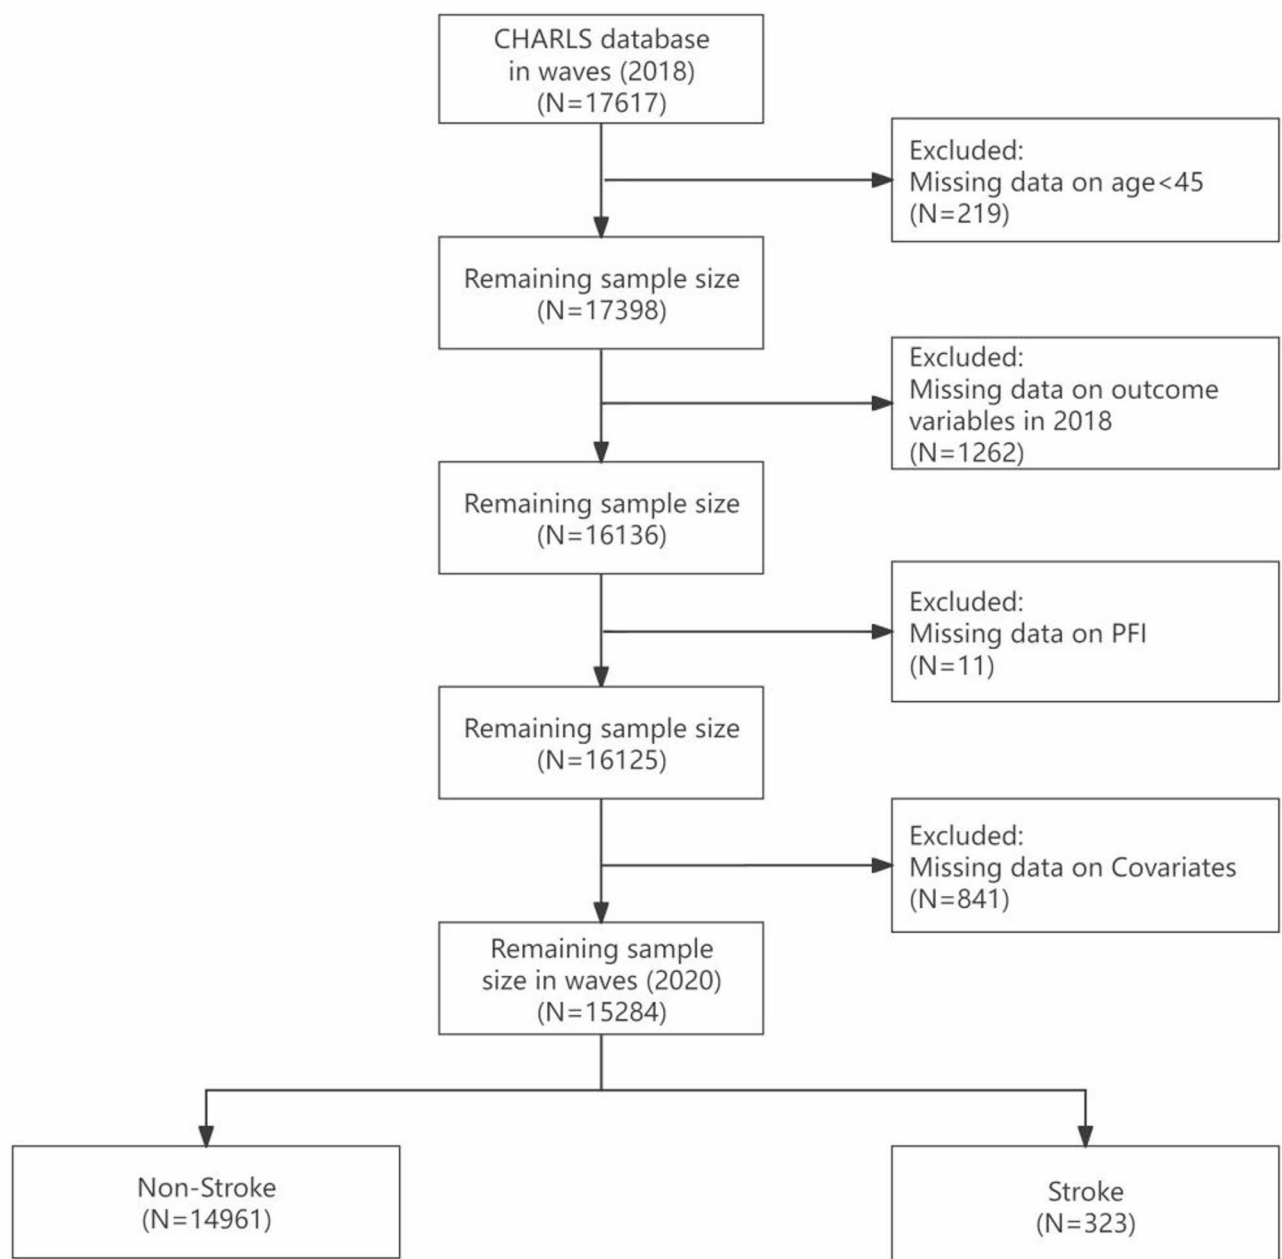 CHARLS database
in waves (2018)
(N=17617)
Excluded:
Missing data on age<45
(N=219)
Remaining sample size
(N=17398)
Excluded:
Missing data on outcome
variables in 2018
(N=1262)
Remaining sample size
(N=16136)
Excluded:
Missing data on PFI
(N=11)
Remaining sample size
(N=16125)
Excluded:
Missing data on Covariates
(N=841)
Remaining sample
size in waves (2020)
(N=15284)
Non-Stroke
(N=14961)
Stroke
(N=323)